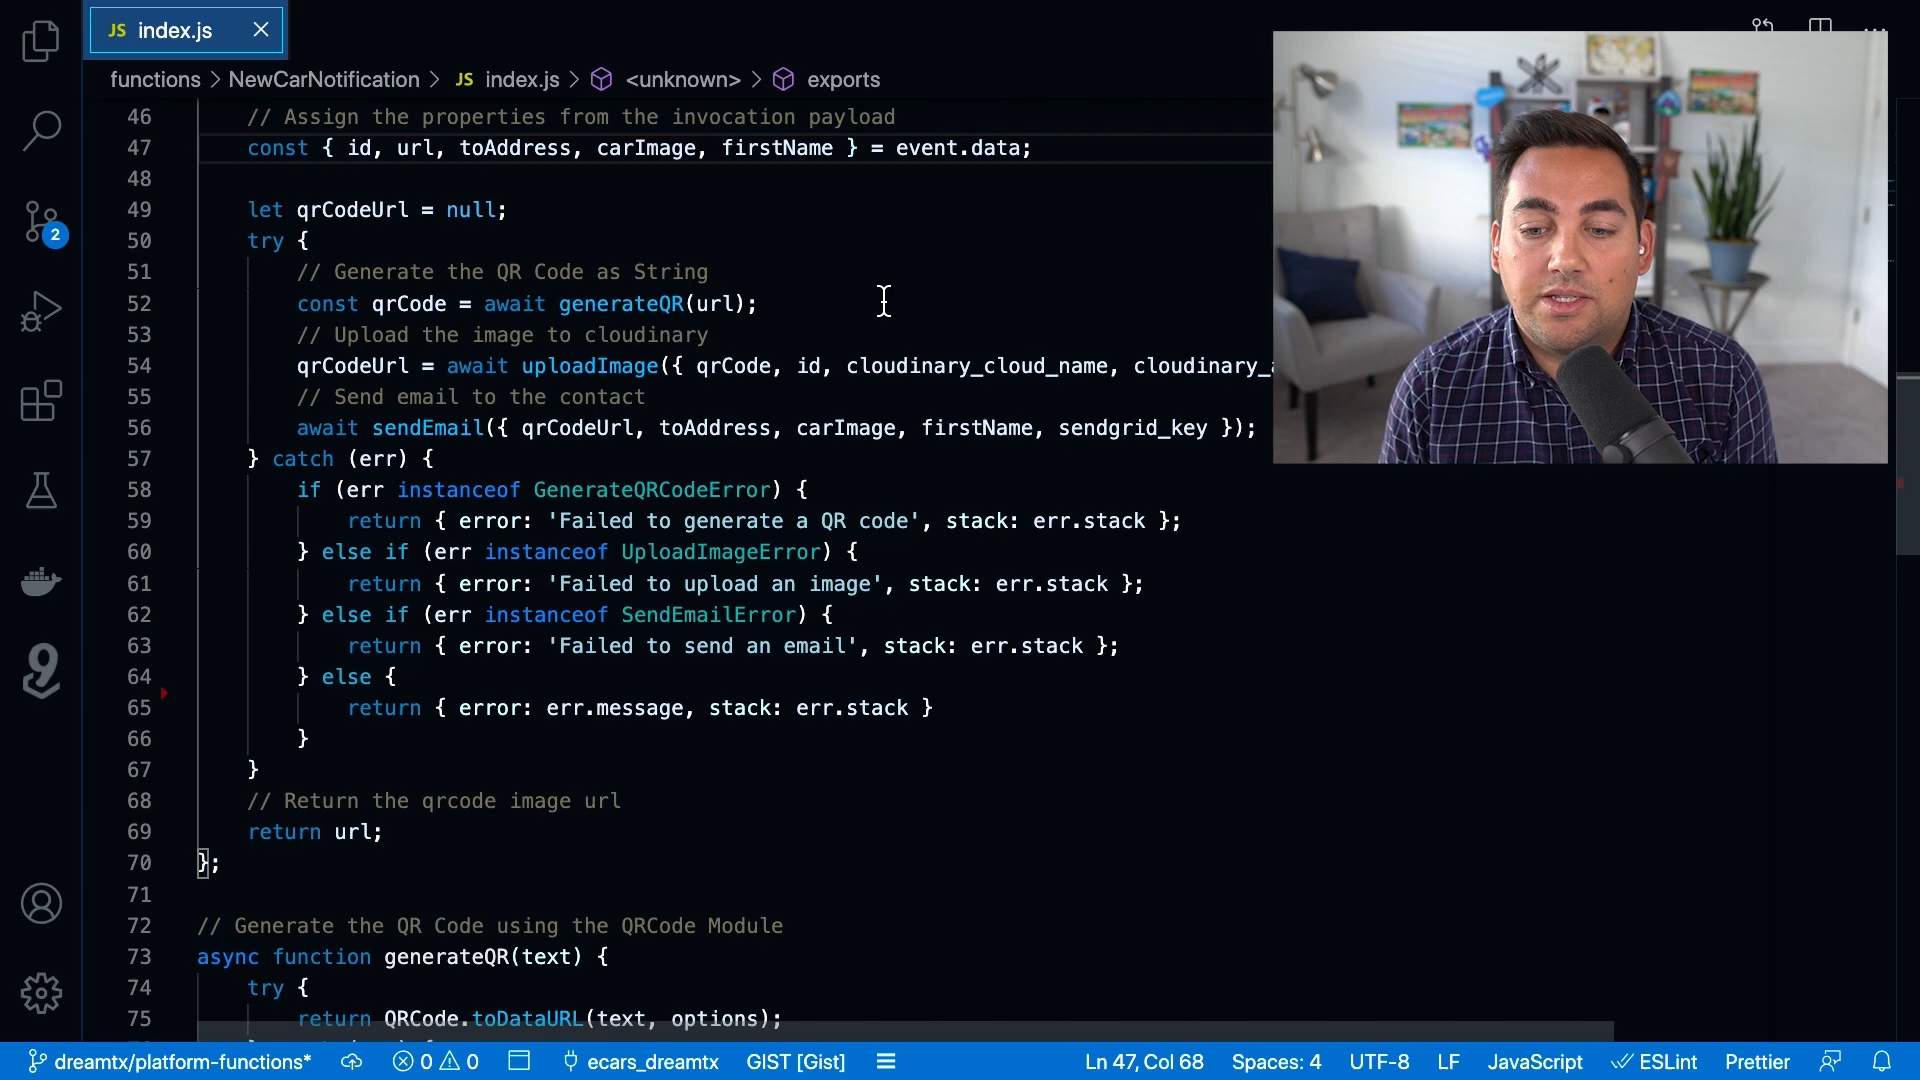 JS index.js
functions > NewCarNotification > JS index.js > <unknown> > exports
46 // Assign the properties from the invocation payload
47 const { id, url, toAddress, carImage, firstName } = event.data;
48
49 let qrCodeUrl = null;
50 try {
51 // Generate the QR Code as String
52 const qrCode = await generateQR(url);
53 // Upload the image to cloudinary
54 qrCodeUrl = await uploadImage({ qrCode, id, cloudinary_cloud_name, cloudinary_a
55 // Send email to the contact
56 await sendEmail({ qrCodeUrl, toAddress, carImage, firstName, sendgrid_key });
57 } catch (err) {
58 if (err instanceof GenerateQRCodeError) {
59 return { error: 'Failed to generate a QR code', stack: err.stack };
60 } else if (err instanceof UploadImageError) {
61 return { error: 'Failed to upload an image', stack: err.stack };
62 } else if (err instanceof SendEmailError) {
63 return { error: 'Failed to send an email', stack: err.stack };
64 } else {
65 return { error: err.message, stack: err.stack }
66 }
67 }
68 // Return the qrcode image url
69 return url;
70 };
71
72 // Generate the QR Code using the QRCode Module
73 async function generateQR(text) {
74 try {
75 return QRCode.toDataURL(text, options);
2
dreamtx/platform-functions* 0 0 ecars_dreamtx GIST [Gist] Ln 47, Col 68 Spaces: 4 UTF-8 LF JavaScript ESLint Prettier